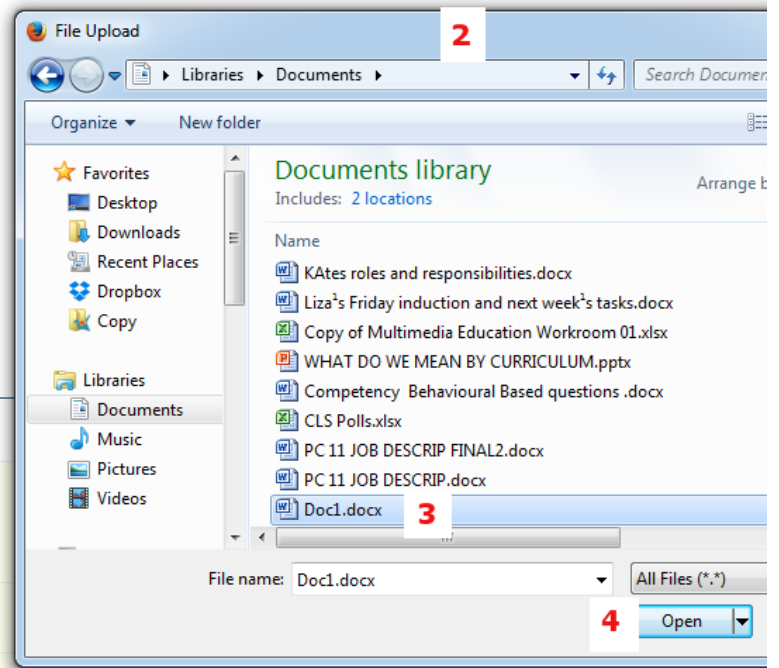 File Upload
2
Libraries Documents
Search Documen
Organize New folder
Favorites
Desktop
Downloads
Recent Places
Dropbox
Copy
Libraries
Documents
Music
Pictures
Videos
Documents library
Includes: 2 locations
Arrange b
Name
KAtes roles and responsibilities.docx
Liza¹s Friday induction and next week¹s tasks.docx
Copy of Multimedia Education Workroom 01.xlsx
WHAT DO WE MEAN BY CURRICULUM.pptx
Competency  Behavioural Based questions .docx
CLS Polls.xlsx
PC 11 JOB DESCRIP FINAL2.docx
PC 11 JOB DESCRIP.docx
Doc1.docx 3
File name: Doc1.docx All Files (*.*)
4 Open